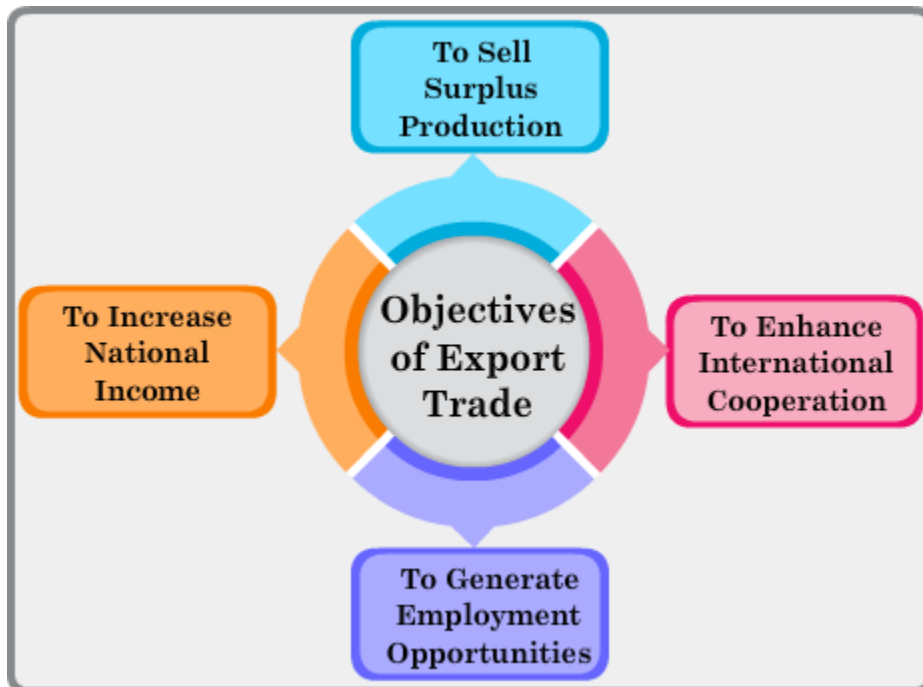 To Sell
Surplus
Production
To Increase
National
Income
Objectives
of Export
Trade
To Enhance
International
Cooperation
To Generate
Employment
Opportunities